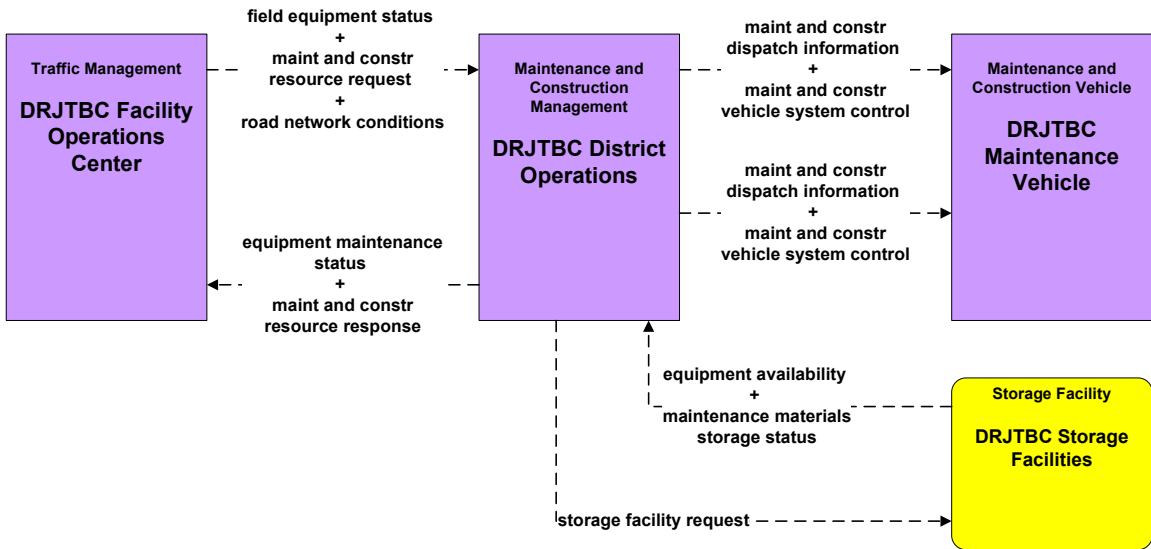 Traffic Management
DRJTBC Facility
Operations
Center
field equipment status
+
maint and constr
resource request
+
road network conditions
equipment maintenance
status
+
maint and constr
resource response
Maintenance and
Construction
Management
DRJTBC District
Operations
maint and constr
dispatch information
+
maint and constr
vehicle system control
maint and constr
dispatch information
+
maint and constr
vehicle system control
Maintenance and
Construction Vehicle
DRJTBC
Maintenance
Vehicle
equipment availability
+
maintenance materials
storage status
Storage Facility
DRJTBC Storage
Facilities
storage facility request